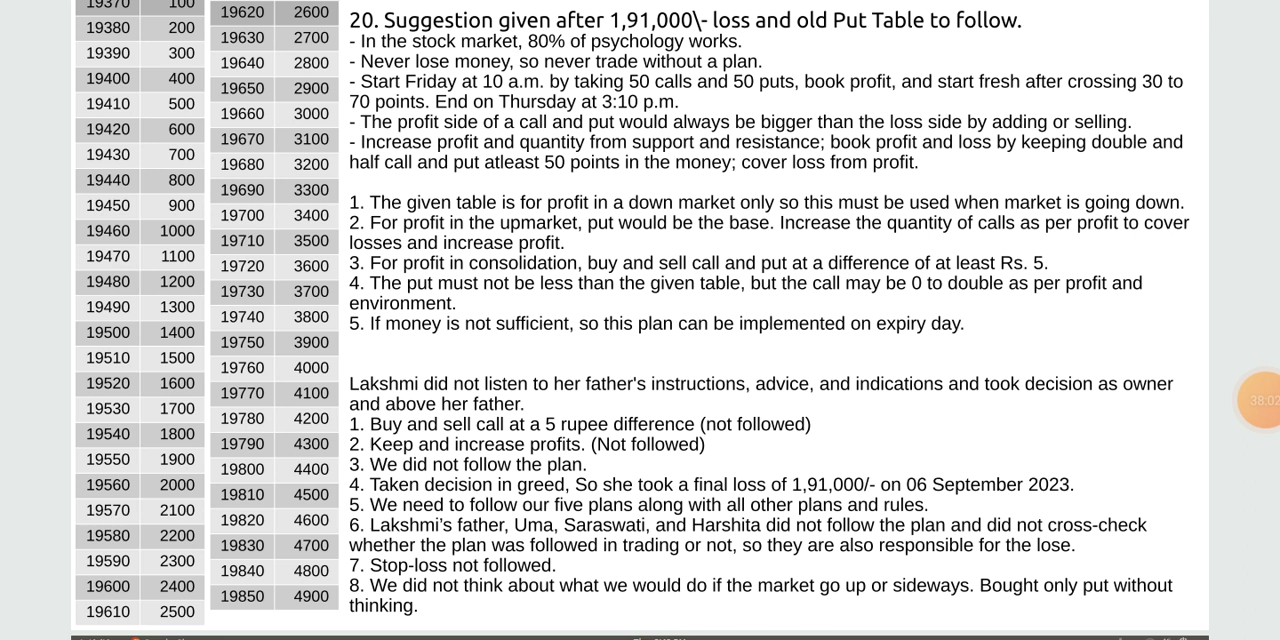 19370 100
19380 200
19390 300
19400 400
19410 500
19420 600
19430 700
19440 800
19450 900
19460 1000
19470 1100
19480 1200
19490 1300
19500 1400
19510 1500
19520 1600
19530 1700
19540 1800
19550 1900
19560 2000
19570 2100
19580 2200
19590 2300
19600 2400
19610 2500
19620 2600
19630 2700
19640 2800
19650 2900
19660 3000
19670 3100
19680 3200
19690 3300
19700 3400
19710 3500
19720 3600
19730 3700
19740 3800
19750 3900
19760 4000
19770 4100
19780 4200
19790 4300
19800 4400
19810 4500
19820 4600
19830 4700
19840 4800
19850 4900
20. Suggestion given after 1,91,000\- loss and old Put Table to follow.
- In the stock market, 80% of psychology works.
- Never lose money, so never trade without a plan.
- Start Friday at 10 a.m. by taking 50 calls and 50 puts, book profit, and start fresh after crossing 30 to
70 points. End on Thursday at 3:10 p.m.
- The profit side of a call and put would always be bigger than the loss side by adding or selling.
- Increase profit and quantity from support and resistance; book profit and loss by keeping double and
half call and put atleast 50 points in the money; cover loss from profit.
1. The given table is for profit in a down market only so this must be used when market is going down.
2. For profit in the upmarket, put would be the base. Increase the quantity of calls as per profit to cover
losses and increase profit.
3. For profit in consolidation, buy and sell call and put at a difference of at least Rs. 5.
4. The put must not be less than the given table, but the call may be 0 to double as per profit and
environment.
5. If money is not sufficient, so this plan can be implemented on expiry day.
Lakshmi did not listen to her father's instructions, advice, and indications and took decision as owner
and above her father.
1. Buy and sell call at a 5 rupee difference (not followed)
2. Keep and increase profits. (Not followed)
3. We did not follow the plan.
4. Taken decision in greed, So she took a final loss of 1,91,000/- on 06 September 2023.
5. We need to follow our five plans along with all other plans and rules.
6. Lakshmi’s father, Uma, Saraswati, and Harshita did not follow the plan and did not cross-check
whether the plan was followed in trading or not, so they are also responsible for the lose.
7. Stop-loss not followed.
8. We did not think about what we would do if the market go up or sideways. Bought only put without
thinking.
38:02